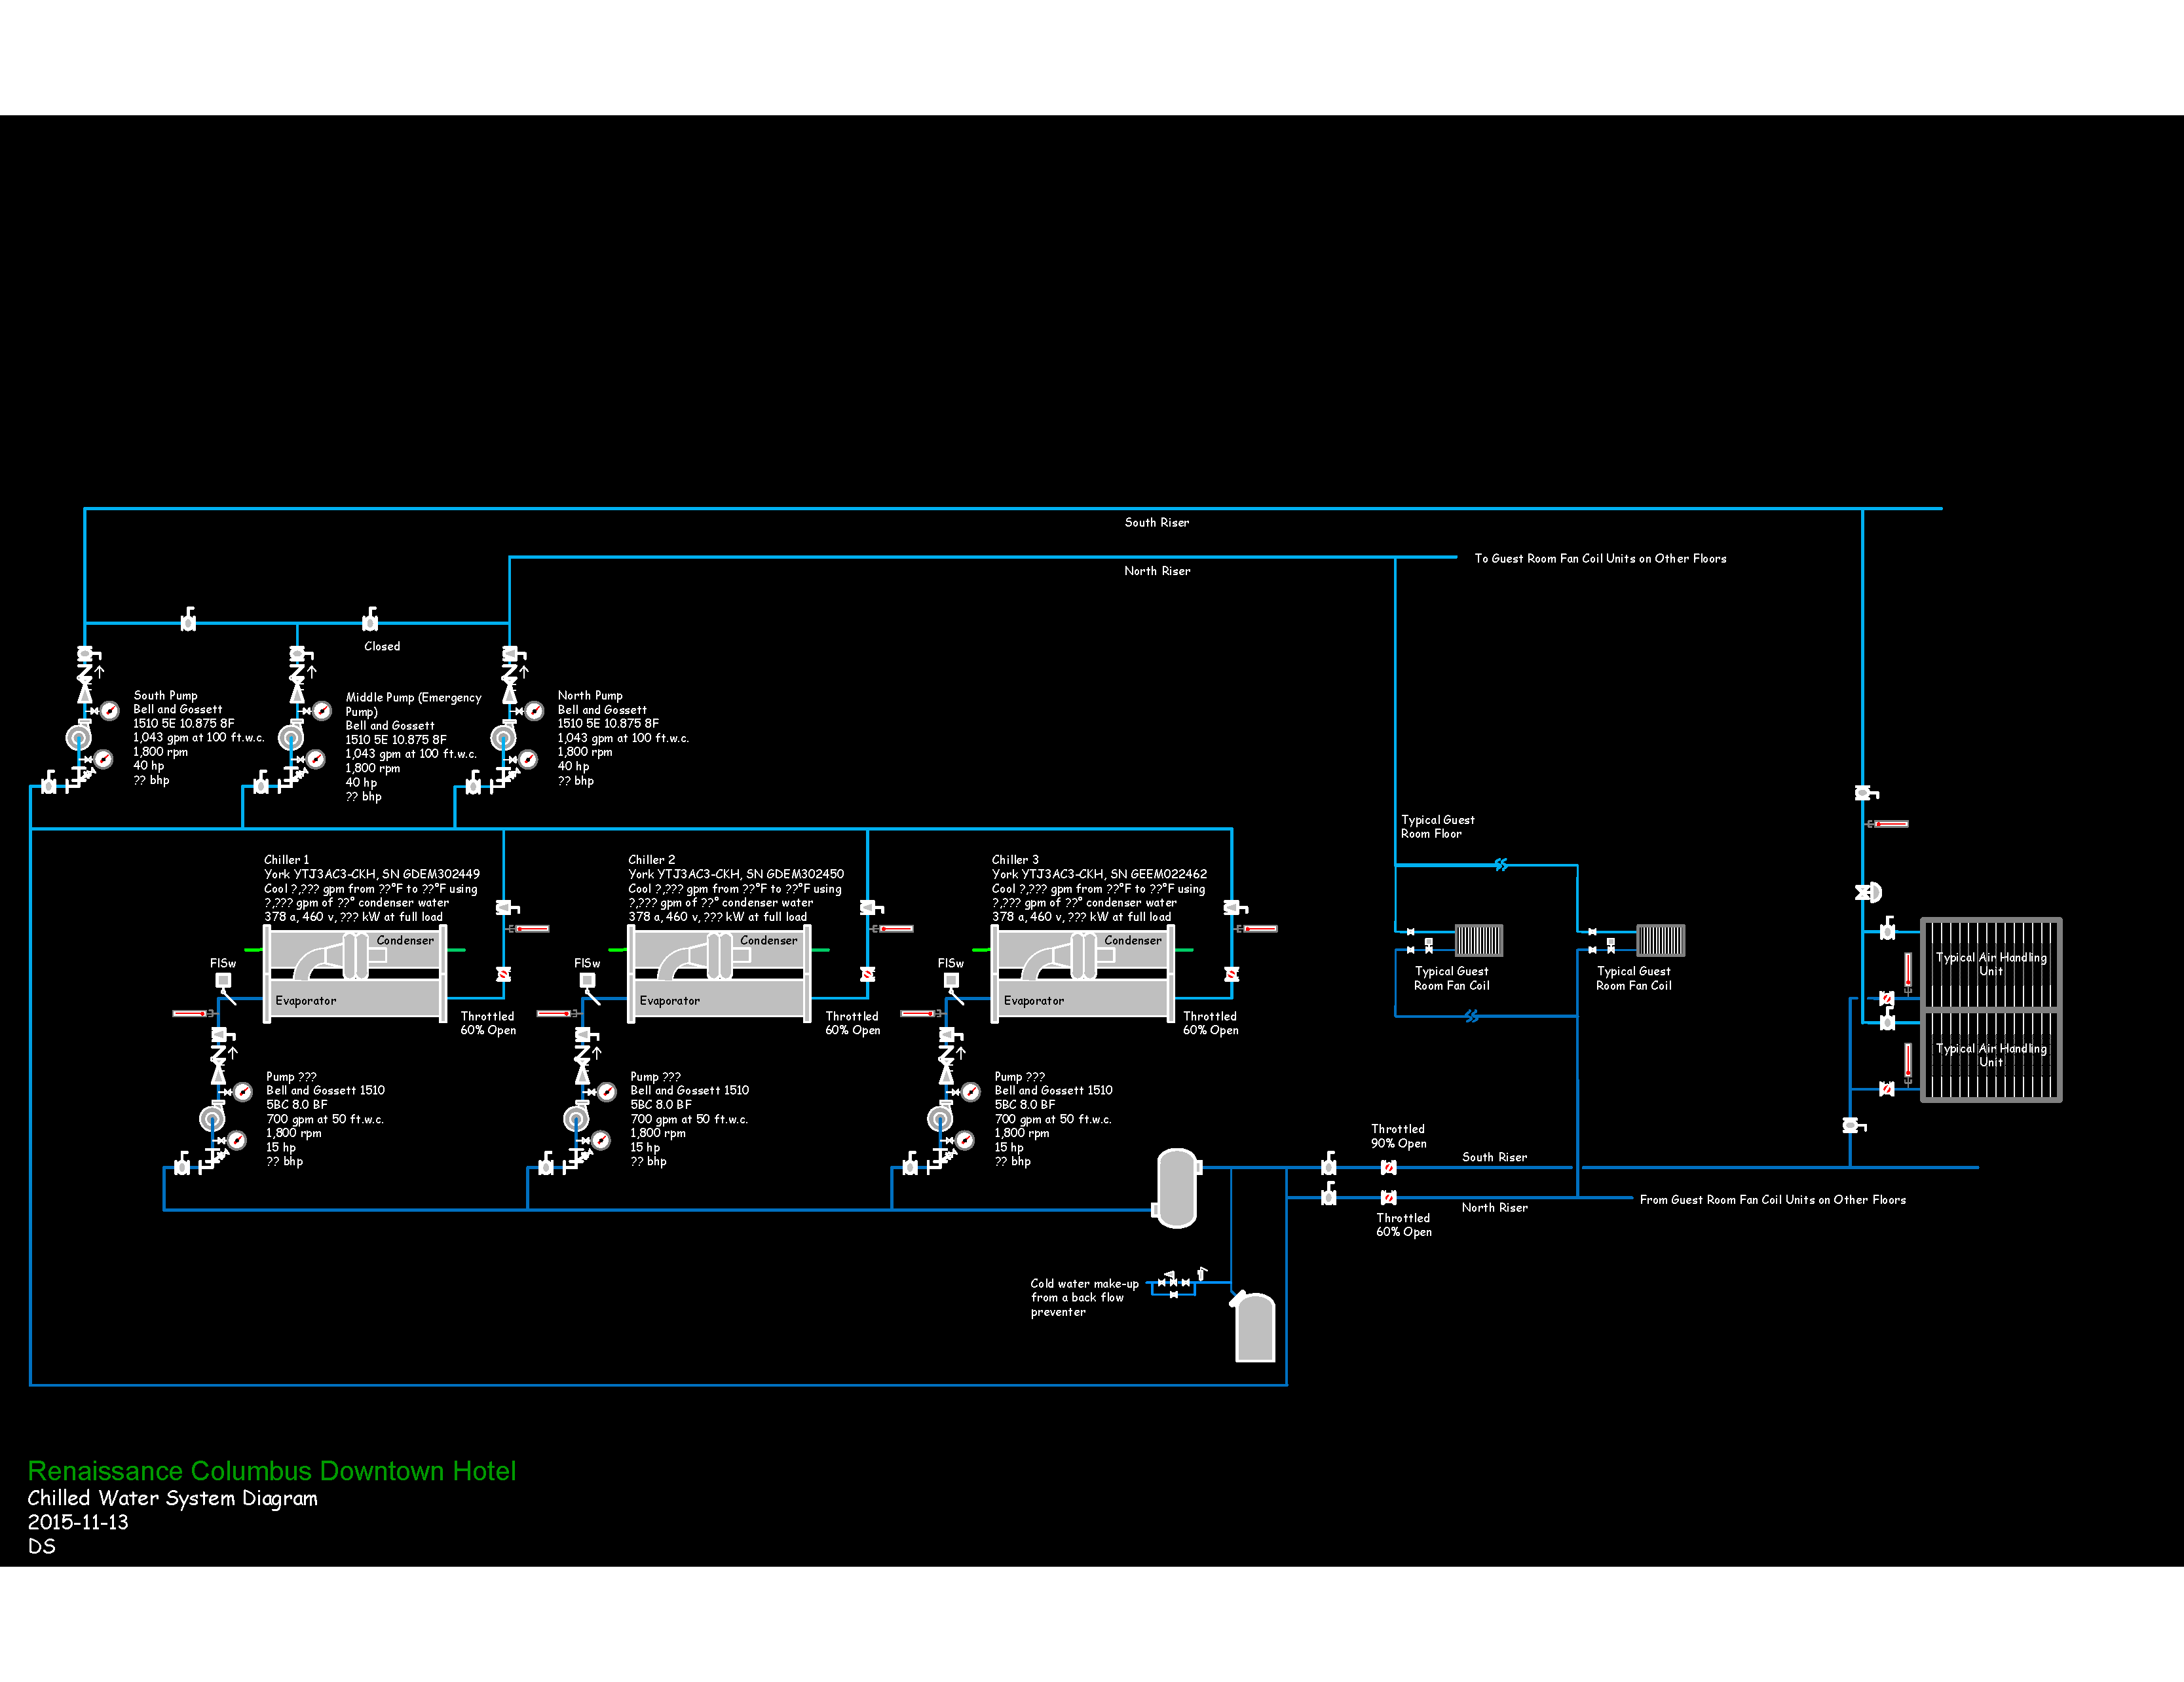 South Riser
To Guest Room Fan Coil Units on Other Floors
North Riser
Closed
South Pump
Bell and Gossett
1510 5E 10.875 8F
1,043 gpm at 100 ft.w.c.
1,800 rpm
40 hp
?? bhp
Middle Pump (Emergency
Pump)
Bell and Gossett
1510 5E 10.875 8F
1,043 gpm at 100 ft.w.c.
1,800 rpm
40 hp
?? bhp
North Pump
Bell and Gossett
1510 5E 10.875 8F
1,043 gpm at 100 ft.w.c.
1,800 rpm
40 hp
?? bhp
Typical Guest
Room Floor
Chiller 1
York YTJ3AC3-CKH, SN GDEM302449
Cool ?,??? gpm from ??°F to ??°F using
?,??? gpm of ??° condenser water
378 a, 460 v, ??? kW at full load
Condenser
FlSw
Evaporator
Throttled
60% Open
Chiller 2
York YTJ3AC3-CKH, SN GDEM302450
Cool ?,??? gpm from ??°F to ??°F using
?,??? gpm of ??° condenser water
378 a, 460 v, ??? kW at full load
Condenser
FlSw
Evaporator
Throttled
60% Open
Chiller 3
York YTJ3AC3-CKH, SN GEEM022462
Cool ?,??? gpm from ??°F to ??°F using
?,??? gpm of ??° condenser water
378 a, 460 v, ??? kW at full load
Condenser
FlSw
Evaporator
Throttled
60% Open
Typical Guest
Room Fan Coil
Typical Guest
Room Fan Coil
Typical Air Handling
Unit
Typical Air Handling
Unit
Pump ???
Bell and Gossett 1510
5BC 8.0 BF
700 gpm at 50 ft.w.c.
1,800 rpm
15 hp
?? bhp
Pump ???
Bell and Gossett 1510
5BC 8.0 BF
700 gpm at 50 ft.w.c.
1,800 rpm
15 hp
?? bhp
Pump ???
Bell and Gossett 1510
5BC 8.0 BF
700 gpm at 50 ft.w.c.
1,800 rpm
15 hp
?? bhp
Throttled
90% Open
South Riser
North Riser
From Guest Room Fan Coil Units on Other Floors
Throttled
60% Open
Cold water make-up
from a back flow
preventer
Renaissance Columbus Downtown Hotel
Chilled Water System Diagram
2015-11-13
DS